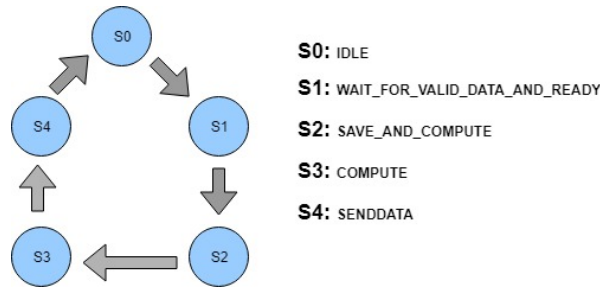 S0
S1
S2
S3
S4
S0: IDLE
S1: WAIT_FOR_VALID_DATA_AND_READY
S2: SAVE_AND_COMPUTE
S3: COMPUTE
S4: SENDDATA